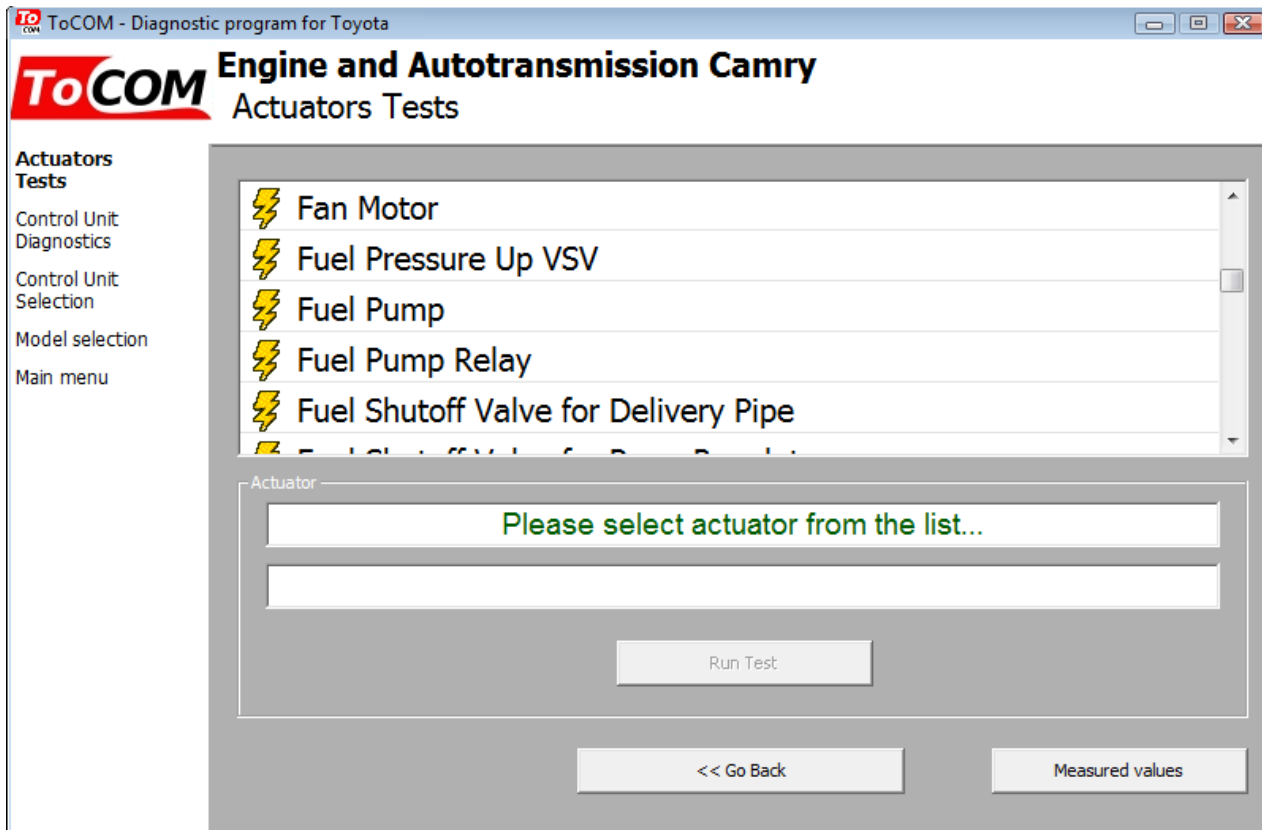 ToCOM - Diagnostic program for Toyota
ToCOM
Engine and Autotransmission Camry
Actuators Tests
Actuators
Tests
Control Unit
Diagnostics
Control Unit
Selection
Model selection
Main menu
Fan Motor
Fuel Pressure Up VSV
Fuel Pump
Fuel Pump Relay
Fuel Shutoff Valve for Delivery Pipe
Actuator
Please select actuator from the list...
Run Test
<< Go Back
Measured values